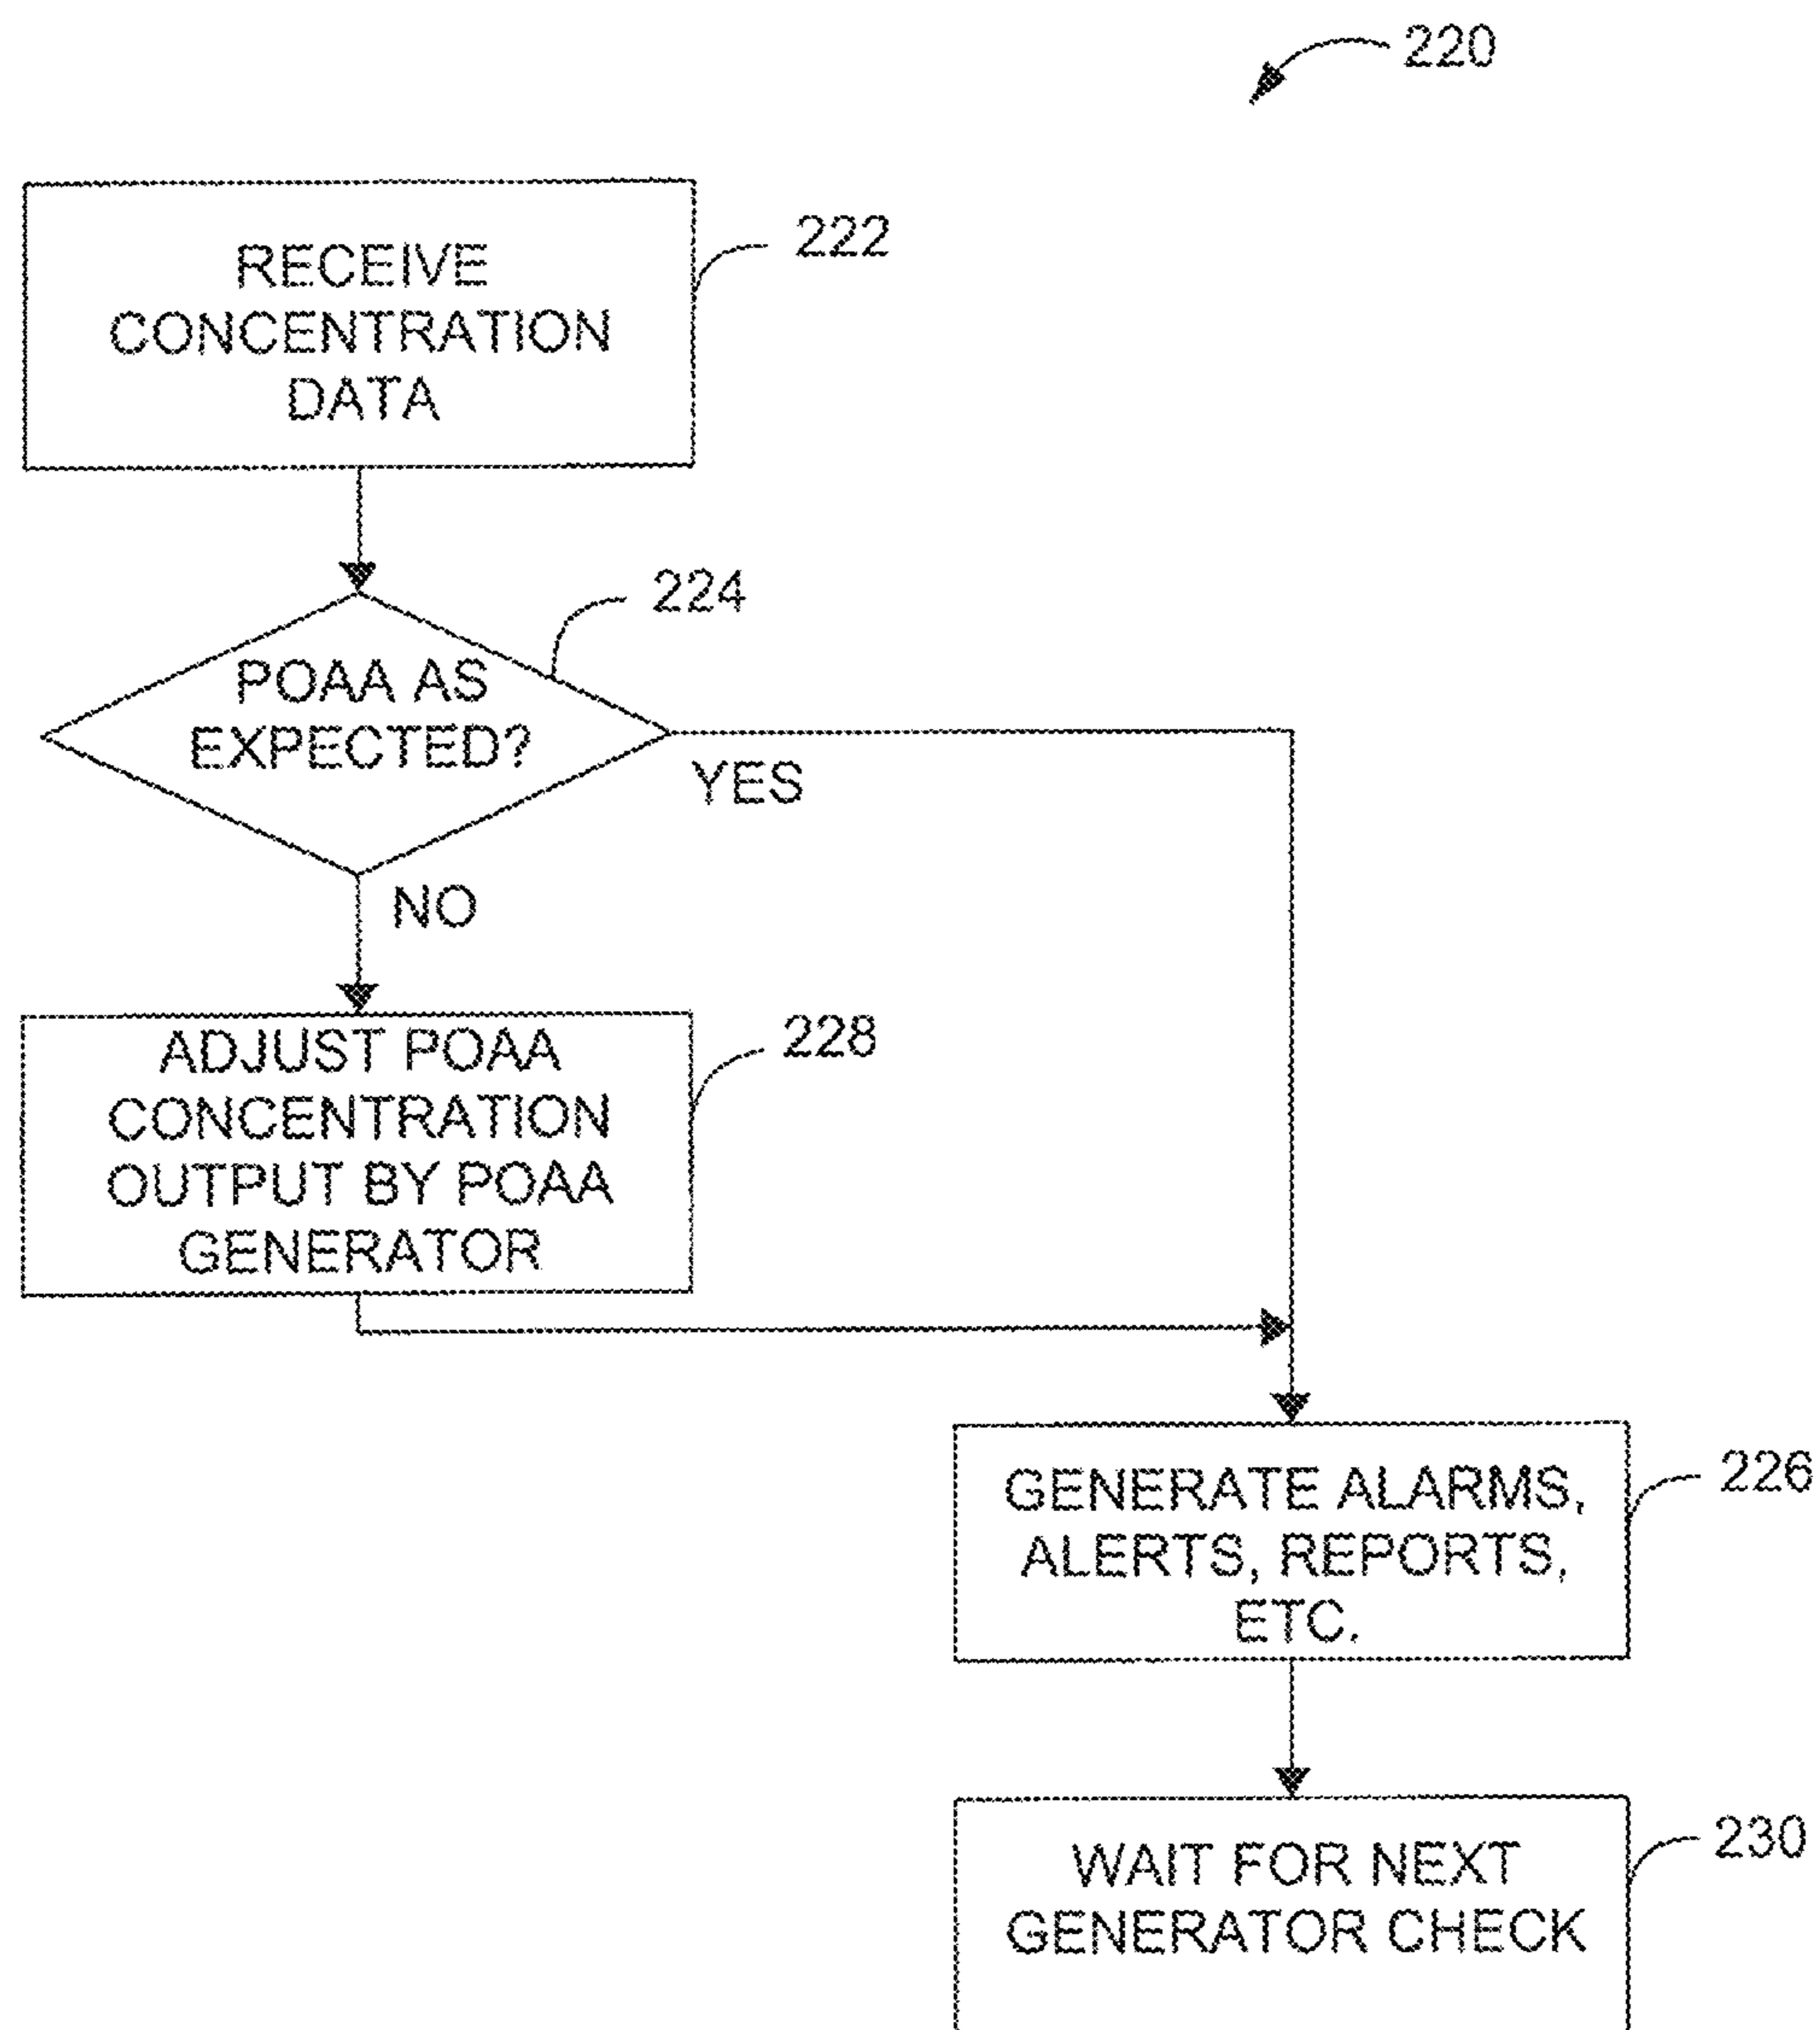 220
RECEIVE
CONCENTRATION
DATA
222
POAA AS
EXPECTED?
224
YES
NO
ADJUST POAA
CONCENTRATION
OUTPUT BY POAA
GENERATOR
228
GENERATE ALARMS,
ALERTS, REPORTS,
ETC.
226
WAIT FOR NEXT
GENERATOR CHECK
230